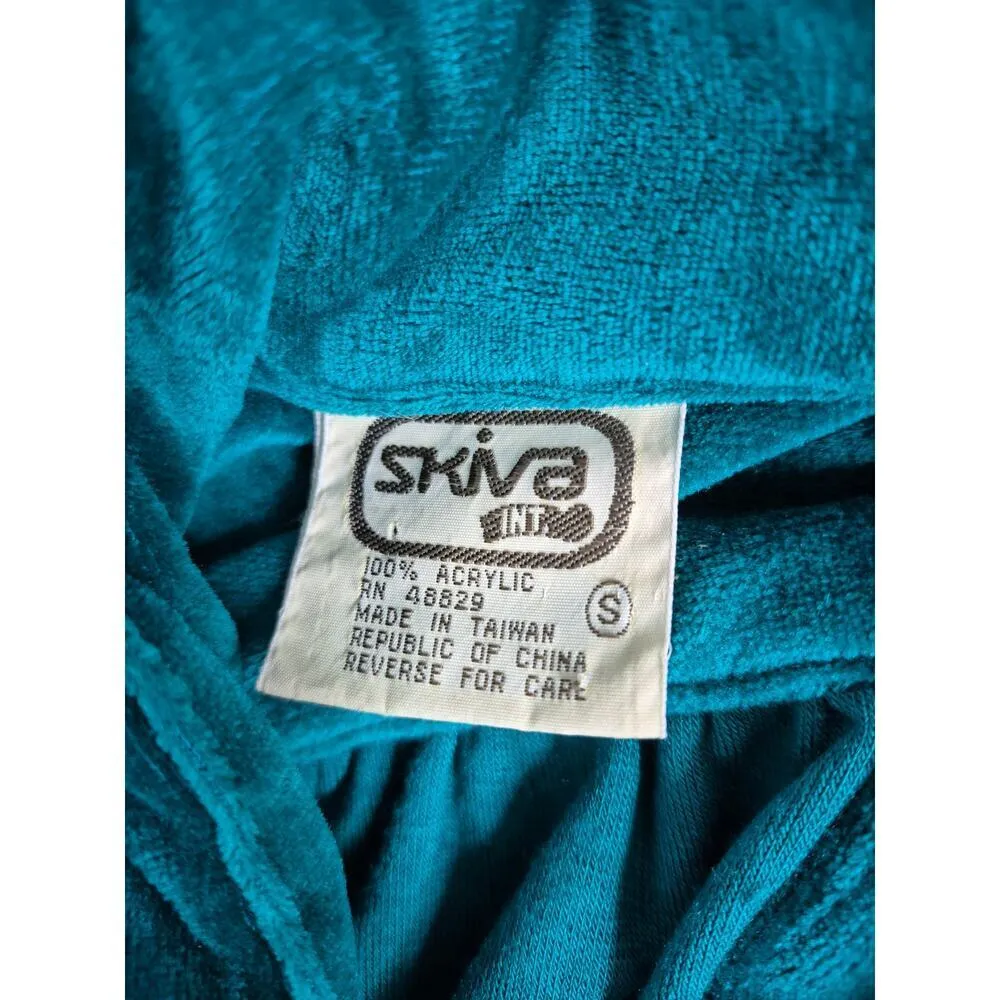 SKiva
INT
100% ACRYLIC
RN 48829
S
MADE IN TAIWAN
REPUBLIC OF CHINA
REVERSE FOR CARE